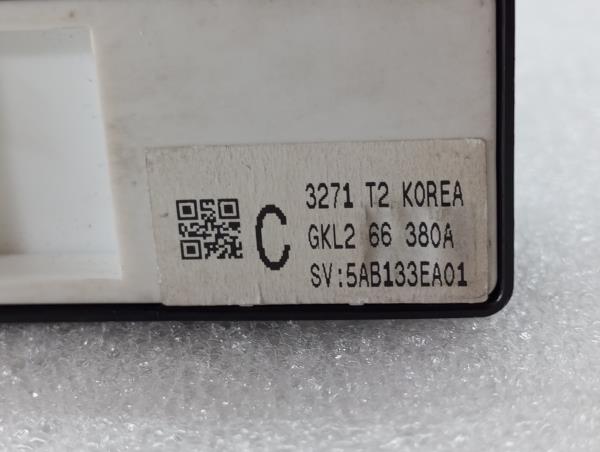 C
3271 T2 KOREA
GKL2 66 380A
SV:5AB133EA01